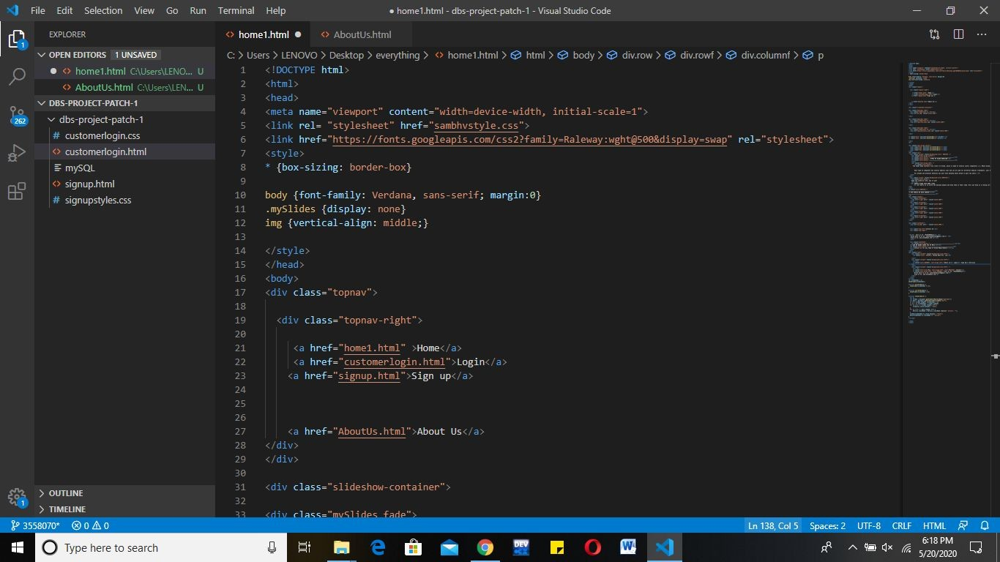 File Edit Selection View Go Run Terminal Help ● home1.html - dbs-project-patch-1 - Visual Studio Code
EXPLORER
OPEN EDITORS 1 UNSAVED
home1.html C:\Users\LENO... U
AboutUs.html C:\Users\LEN... U
DBS-PROJECT-PATCH-1
dbs-project-patch-1
customerlogin.css
customerlogin.html
mySQL
signup.html
signupstyles.css
OUTLINE
TIMELINE
1
262
1
home1.html ● AboutUs.html
C: > Users > LENOVO > Desktop > everything > home1.html > html > body > div.row > div.rowf > div.columnf > p
1 <!DOCTYPE html>
2 <html>
3 <head>
4 <meta name="viewport" content="width=device-width, initial-scale=1">
5 <link rel= "stylesheet" href="sambhvstyle.css">
6 <link href="https://fonts.googleapis.com/css2?family=Raleway:wght@500&display=swap" rel="stylesheet">
7 <style>
8 * {box-sizing: border-box}
9
10 body {font-family: Verdana, sans-serif; margin:0}
11 .mySlides {display: none}
12 img {vertical-align: middle;}
13
14 </style>
15 </head>
16 <body>
17 <div class="topnav">
18
19 <div class="topnav-right">
20
21 <a href="home1.html" >Home</a>
22 <a href="customerlogin.html">Login</a>
23 <a href="signup.html">Sign up</a>
24
25
26
27 <a href="AboutUs.html">About Us</a>
28 </div>
29 </div>
30
31 <div class="slideshow-container">
32
33 <div class="mySlides fade">
3558070* 0 0 Ln 138, Col 5 Spaces: 2 UTF-8 CRLF HTML
Type here to search
DEV
6:18 PM
5/20/2020